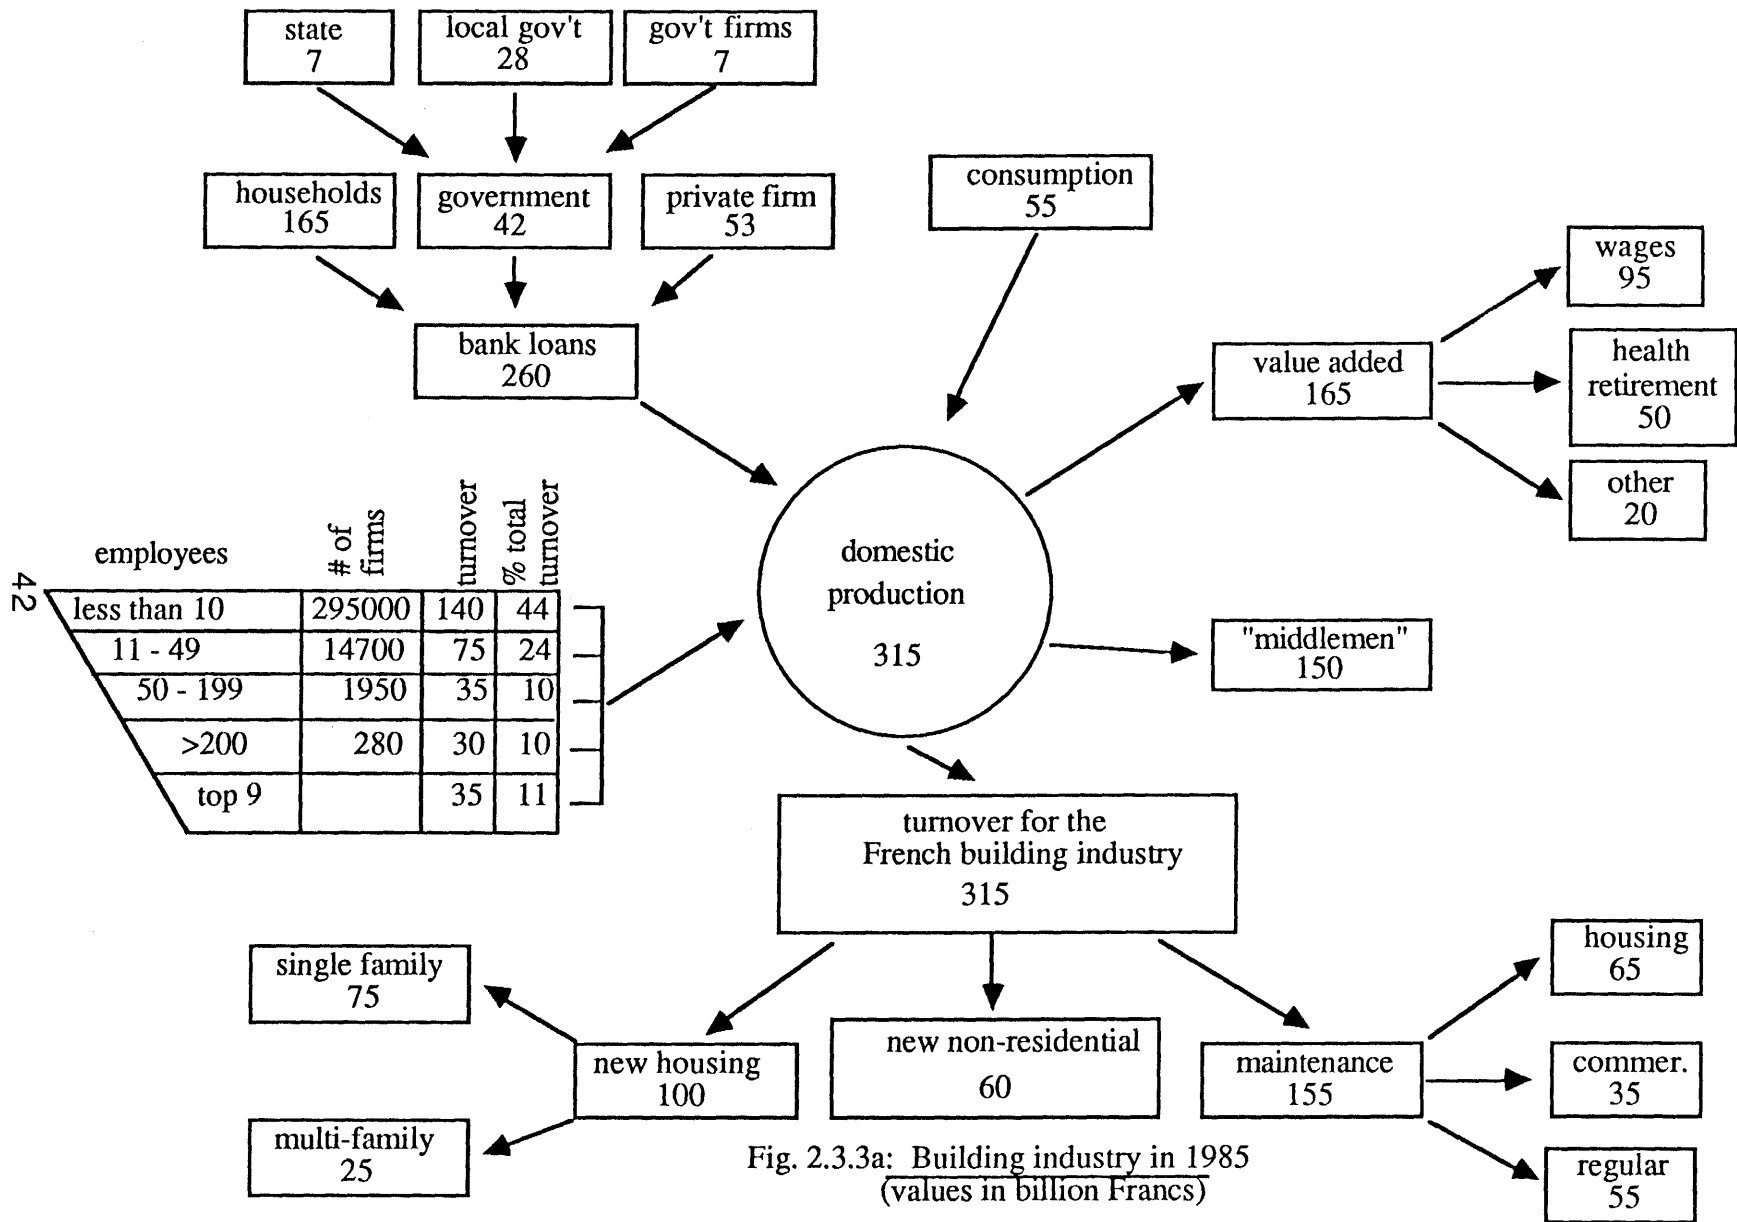 state
7
local gov't
28
gov't firms
7
households
165
government
42
private firm
53
consumption
55
bank loans
260
wages
95
value added
165
health
retirement
50
other
20
employees
# of
firms
turnover
% total
turnover
less than 10 295000 140 44
11 - 49 14700 75 24
50 - 199 1950 35 10
>200 280 30 10
top 9 35 11
42
domestic
production
315
"middlemen"
150
turnover for the
French building industry
315
single family
75
new housing
100
multi-family
25
new non-residential
60
maintenance
155
housing
65
commer.
35
regular
55
Fig. 2.3.3a: Building industry in 1985
(values in billion Francs)